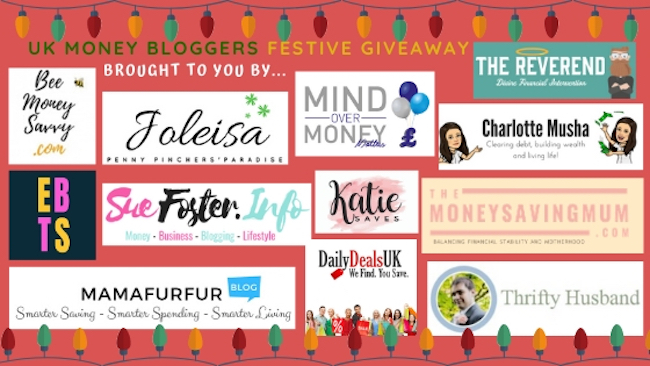 UK MONEY BLOGGERS FESTIVE GIVEAWAY
BROUGHT TO YOU BY...
Bee
Money
Savvy
.com
Joleisa
PENNY PINCHERS' PARADISE
MIND
OVER
MONEY
Matters
£
THE REVEREND
Divine Financial Intervention
Charlotte Musha
Clearing debt, building wealth
and living life!
EB
TS
Sue Foster.Info
Money - Business - Blogging - Lifestyle
Katie
SAVES
THE
MONEYSAVINGMUM
.COM
BALANCING FINANCIAL STABILITY AND MOTHERHOOD
MAMAFURFUR BLOG
Smarter Saving - Smarter Spending - Smarter Living
DailyDealsUK
We Find. You Save.
%
Thrifty Husband